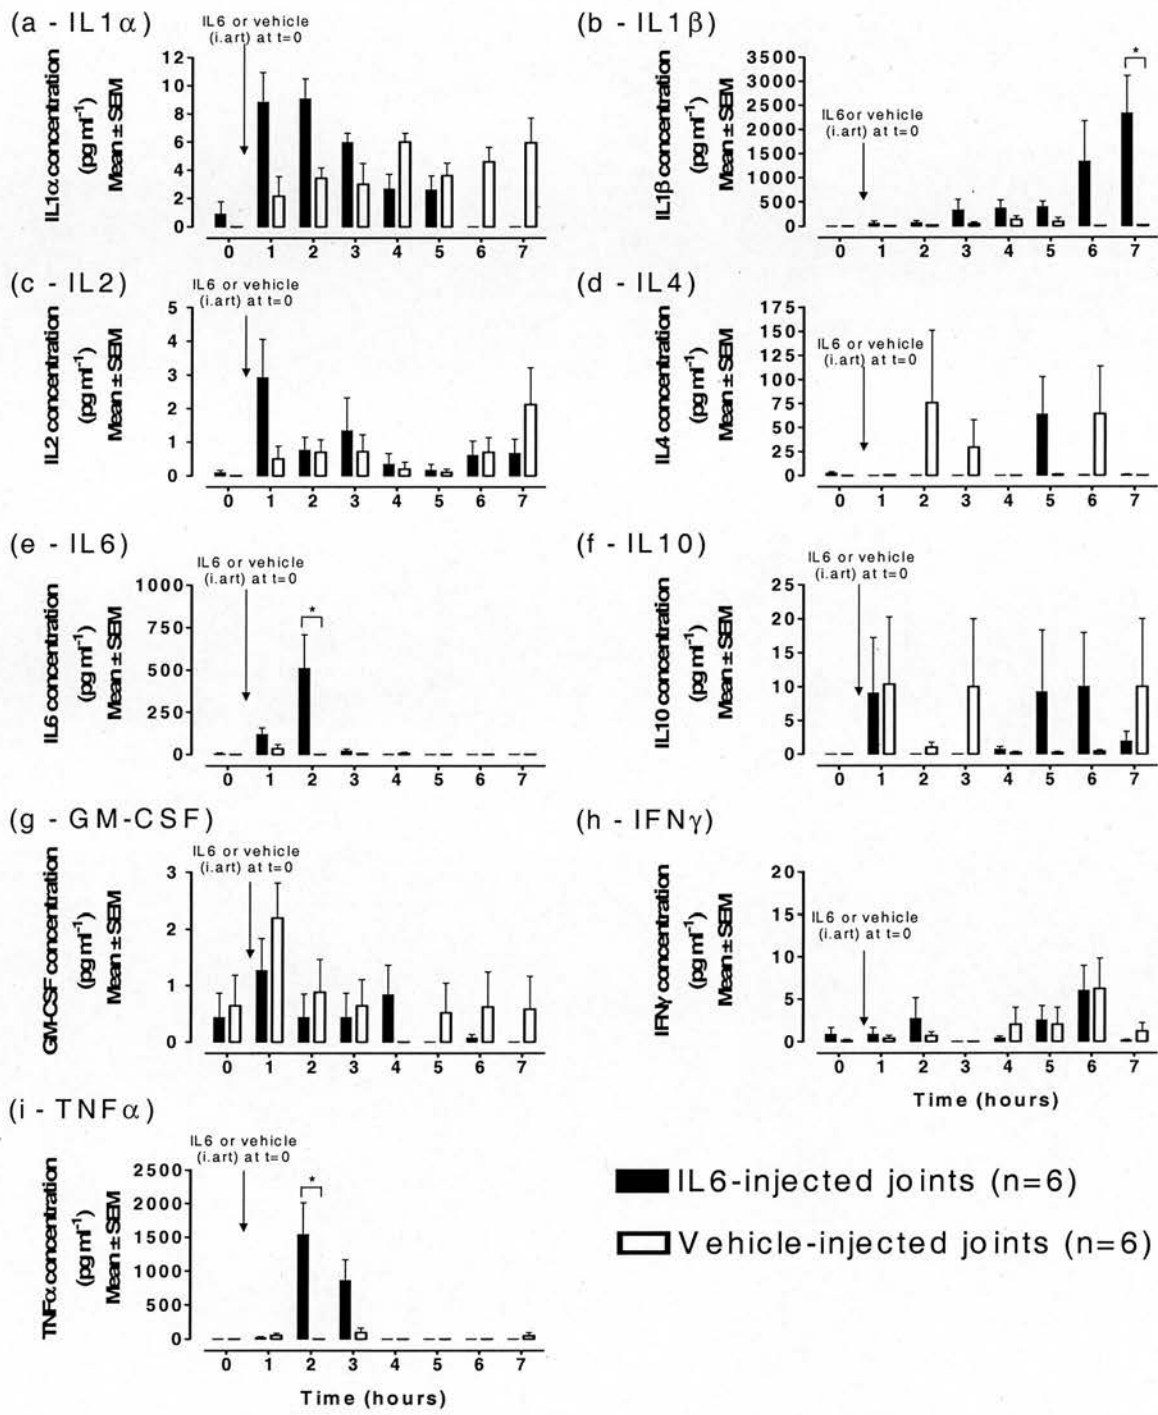 (a - IL1α)
IL6 or vehicle
(i.art) at t=0
IL1α concentration
(pg ml⁻¹)
Mean ± SEM
12
10
8
6
4
2
0
0 1 2 3 4 5 6 7
(b - IL1β)
IL6or vehicle
(i.art) at t=0
IL1β concentration
(pg ml⁻¹)
Mean ± SEM
3500
3000
2500
2000
1500
1000
500
0
*
0 1 2 3 4 5 6 7
(c - IL2)
IL6 or vehicle
(i.art) at t=0
IL2 concentration
(pg ml⁻¹)
Mean ± SEM
5
4
3
2
1
0
0 1 2 3 4 5 6 7
(d - IL4)
IL6 or vehicle
(i.art) at t=0
IL4 concentration
(pg ml⁻¹)
Mean ± SEM
175
150
125
100
75
50
25
0
0 1 2 3 4 5 6 7
(e - IL6)
IL6 or vehicle
(i.art) at t=0
IL6 concentration
(pg ml⁻¹)
Mean ± SEM
1000
750
500
250
0
*
0 1 2 3 4 5 6 7
(f - IL10)
IL6 or vehicle
(i.art) at t=0
IL10 concentration
(pg ml⁻¹)
Mean ± SEM
25
20
15
10
5
0
0 1 2 3 4 5 6 7
(g - GM-CSF)
IL6 or vehicle
(i.art) at t=0
GM-CSF concentration
(pg ml⁻¹)
Mean ± SEM
3
2
1
0
0 1 2 3 4 5 6 7
(h - IFNγ)
IL6 or vehicle
(i.art) at t=0
IFNγ concentration
(pg ml⁻¹)
Mean ± SEM
20
15
10
5
0
0 1 2 3 4 5 6 7
Time (hours)
(i - TNFα)
IL6 or vehicle
(i.art) at t=0
TNFα concentration
(pg ml⁻¹)
Mean ± SEM
2500
2000
1500
1000
500
0
*
0 1 2 3 4 5 6 7
Time (hours)
IL6-injected joints (n=6)
Vehicle-injected joints (n=6)